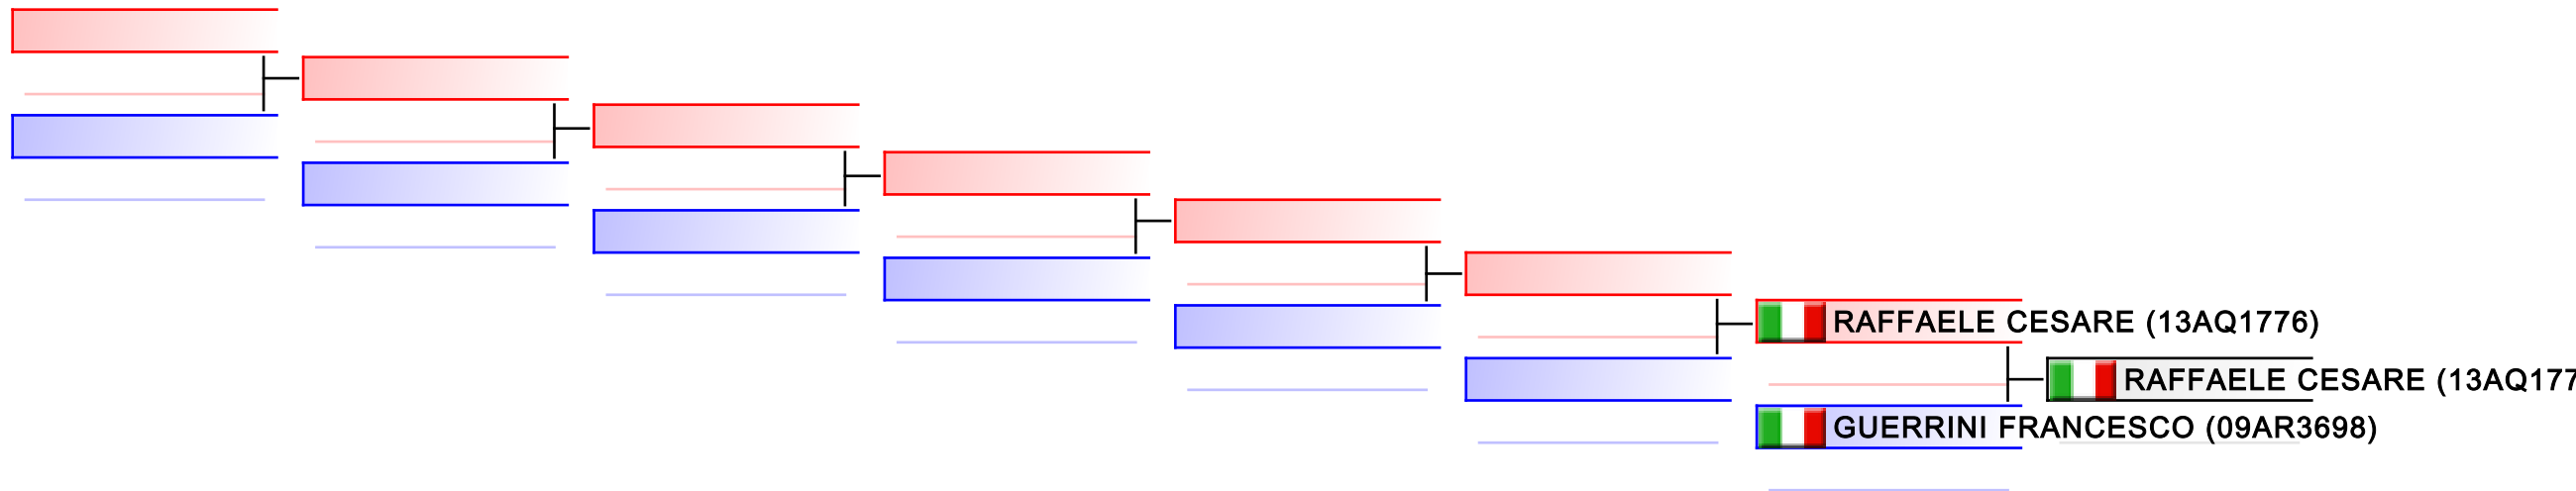 RAFFAELE CESARE (13AQ1776)
RAFFAELE CESARE (13AQ177
GUERRINI FRANCESCO (09AR3698)